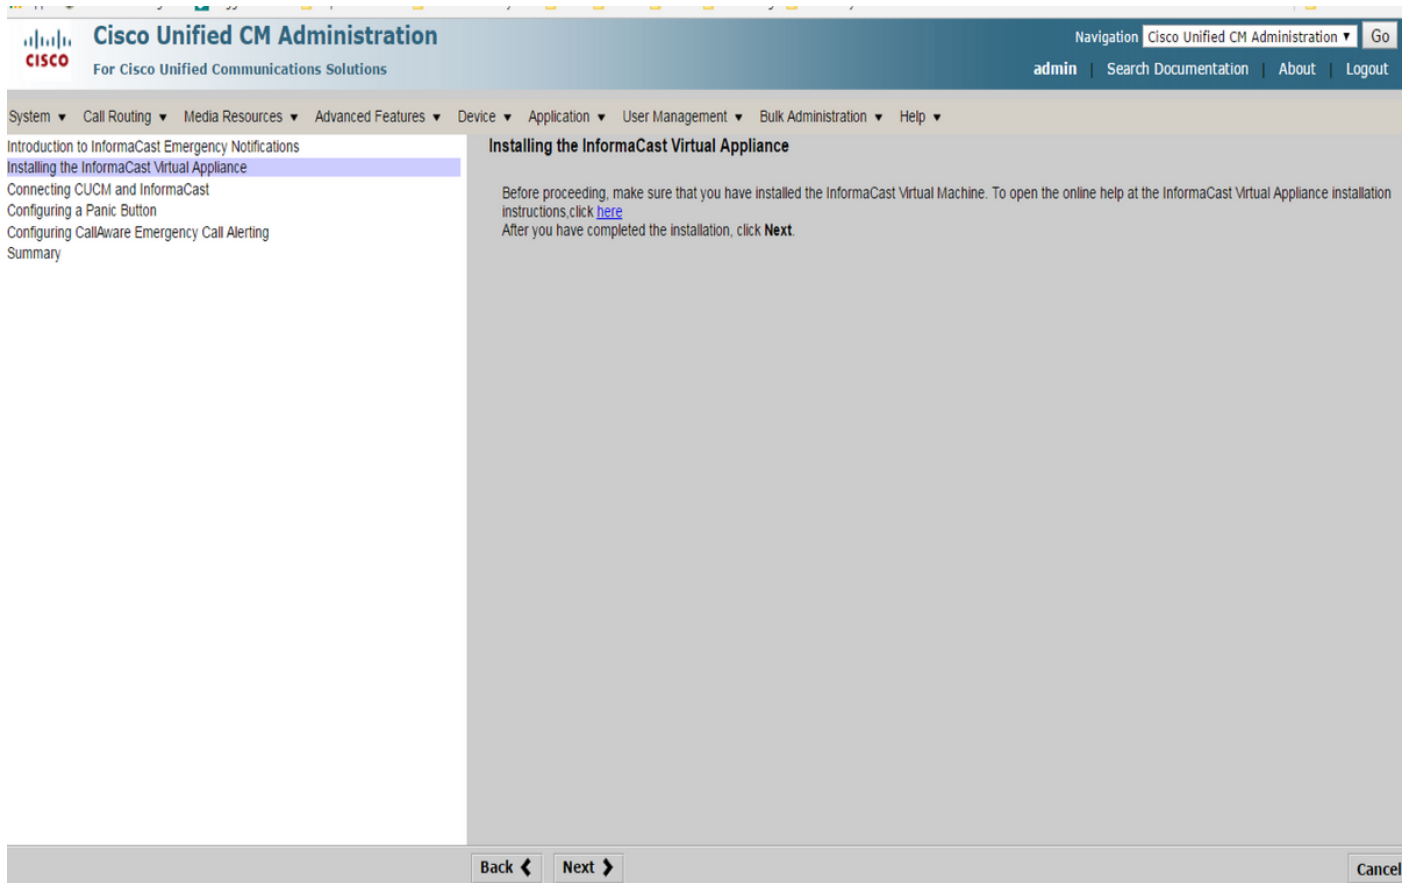 Cisco Unified CM Administration
CISCO
For Cisco Unified Communications Solutions
Navigation Cisco Unified CM Administration ▼ Go
admin | Search Documentation | About | Logout
System ▼ Call Routing ▼ Media Resources ▼ Advanced Features ▼ Device ▼ Application ▼ User Management ▼ Bulk Administration ▼ Help ▼
Introduction to InformaCast Emergency Notifications
Installing the InformaCast Virtual Appliance
Connecting CUCM and InformaCast
Configuring a Panic Button
Configuring CallAware Emergency Call Alerting
Summary
Installing the InformaCast Virtual Appliance
Before proceeding, make sure that you have installed the InformaCast Virtual Machine. To open the online help at the InformaCast Virtual Appliance installation
instructions,click here
After you have completed the installation, click Next.
Back Next Cancel